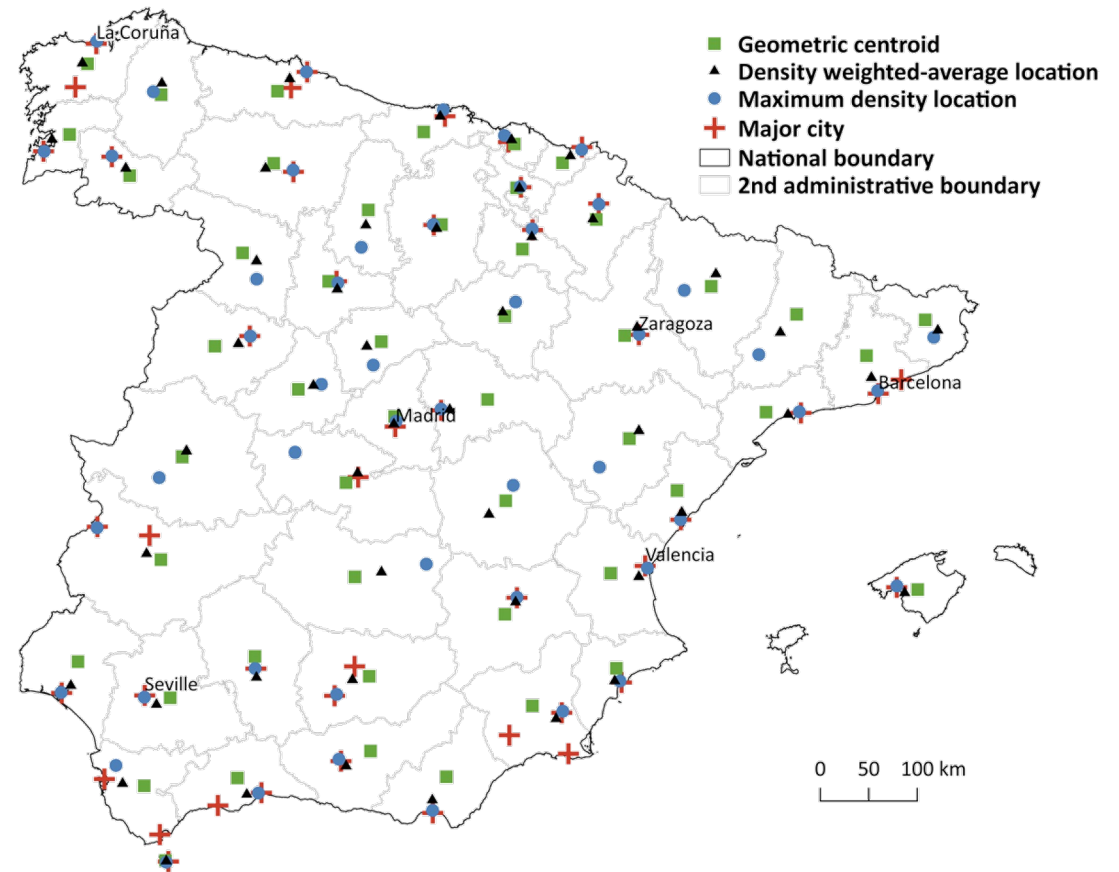 La Coruña
Geometric centroid
Density weighted-average location
Maximum density location
Major city
National boundary
2nd administrative boundary
Zaragoza
Barcelona
Madrid
Valencia
Seville
0 50 100 km